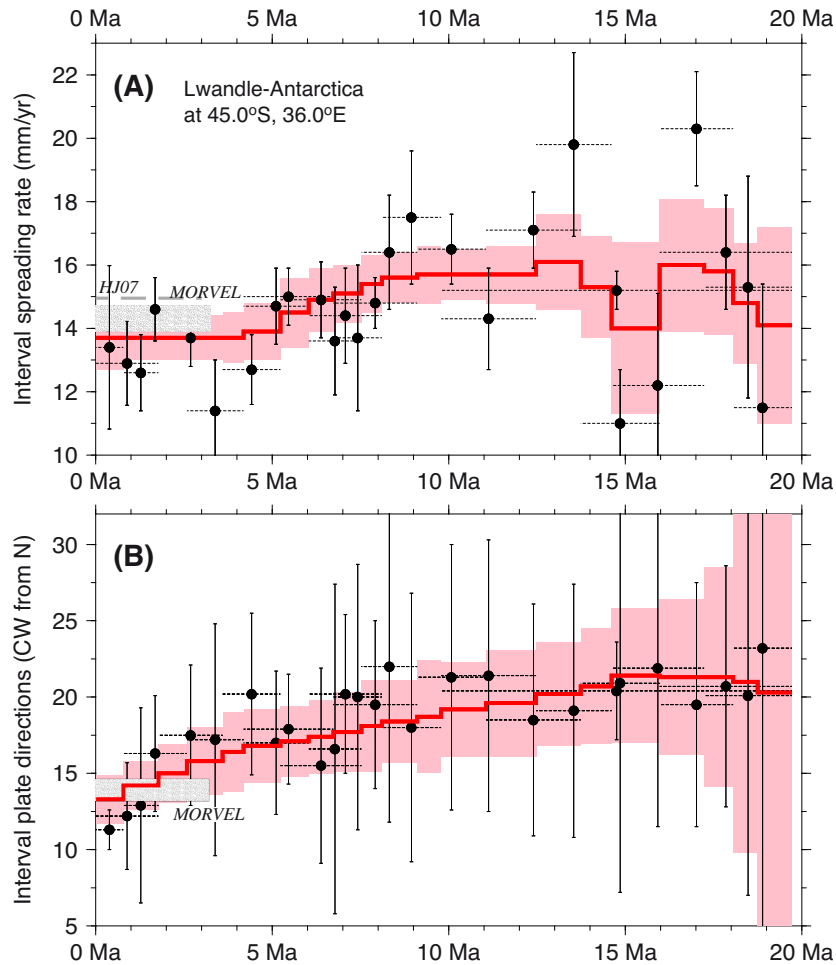 0 Ma 5 Ma 10 Ma 15 Ma 20 Ma
(A) Lwandle-Antarctica
at 45.0°S, 36.0°E
Interval spreading rate (mm/yr)
22
20
18
16
14
12
10
HJ07
MORVEL
0 Ma 5 Ma 10 Ma 15 Ma 20 Ma
(B)
Interval plate directions (CW from N)
30
25
20
15
10
5
MORVEL
0 Ma 5 Ma 10 Ma 15 Ma 20 Ma